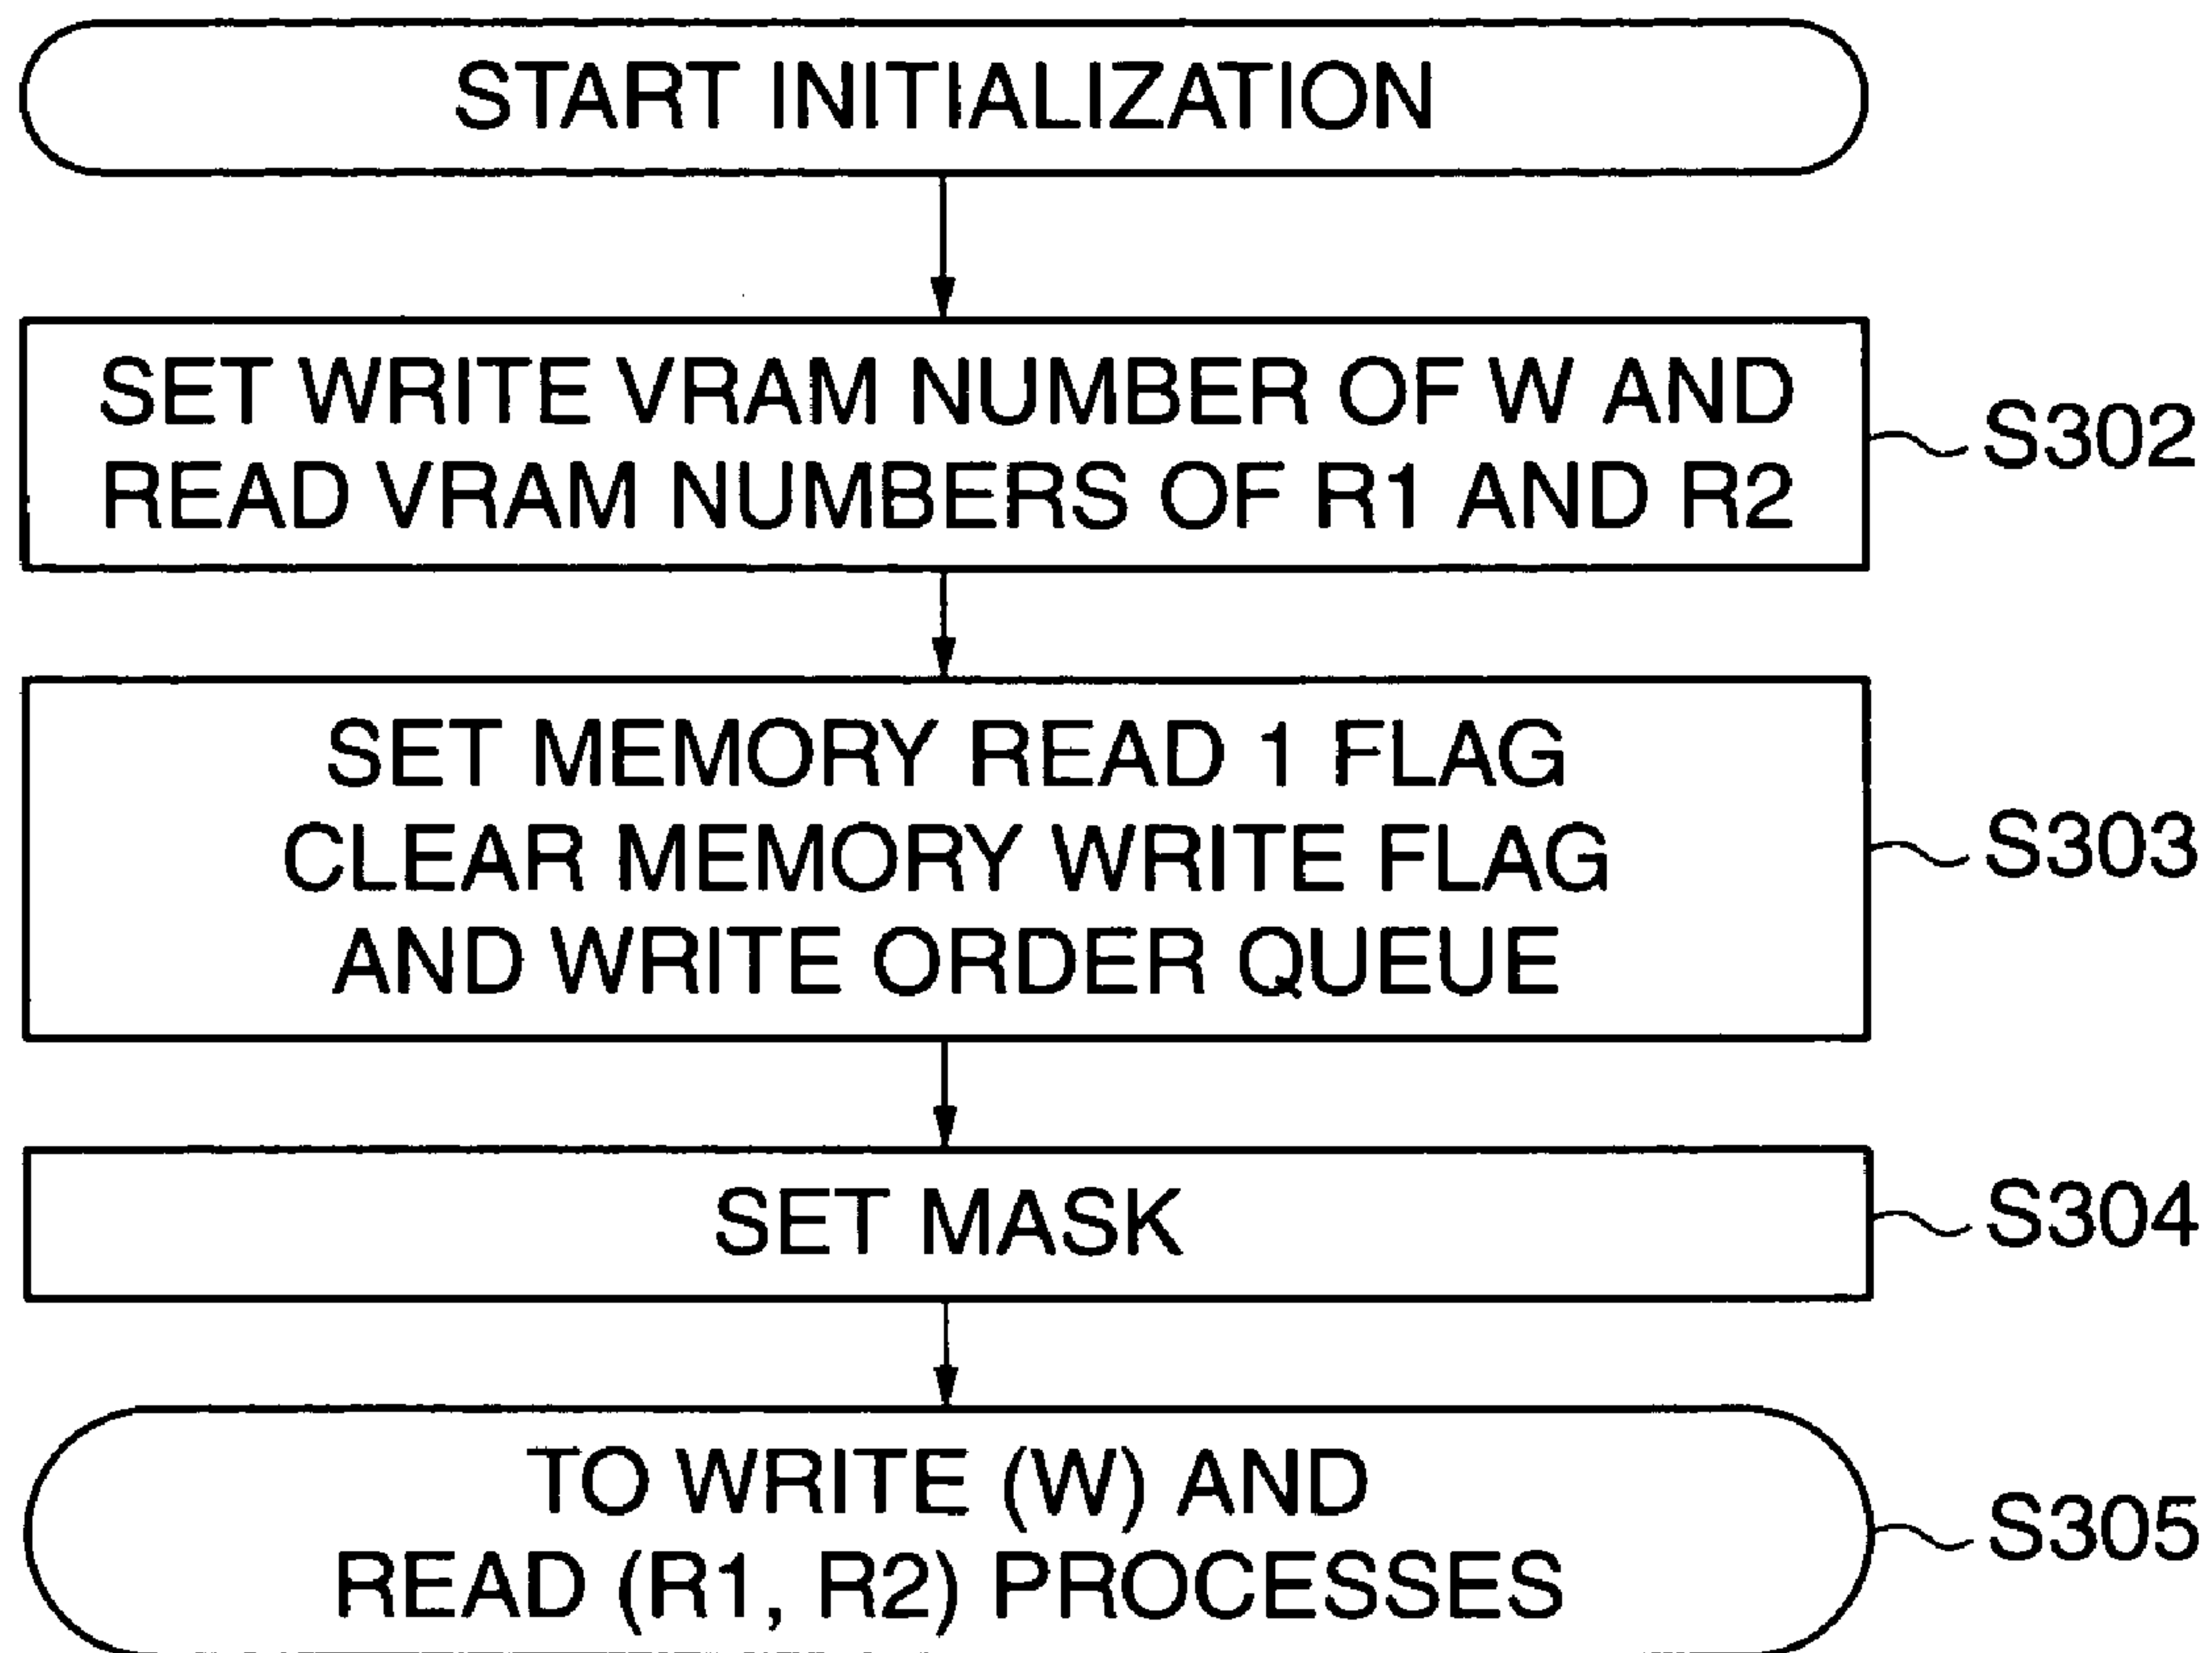 START INITIALIZATION
SET WRITE VRAM NUMBER OF W AND
READ VRAM NUMBERS OF R1 AND R2
S302
SET MEMORY READ 1 FLAG
CLEAR MEMORY WRITE FLAG
AND WRITE ORDER QUEUE
S303
SET MASK
S304
TO WRITE (W) AND
READ (R1, R2) PROCESSES
S305